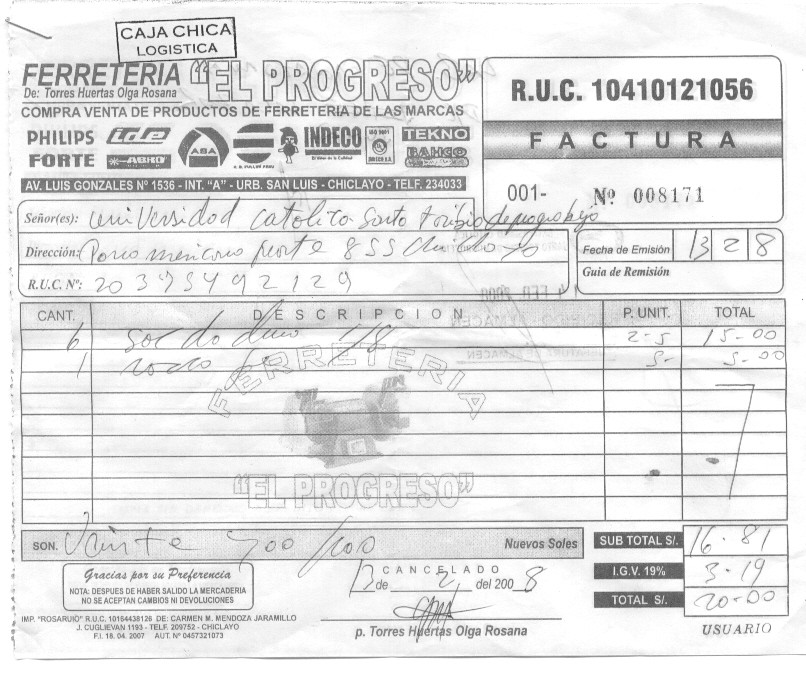 CAJA CHICA
LOGISTICA
FERRETERIA "EL PROGRESO"
De: Torres Huertas Olga Rosana
COMPRA VENTA DE PRODUCTOS DE FERRETERIA DE LAS MARCAS
PHILIPS ide ABA INDECO TEKNO
FORTE ABRO BAHCO
AV. LUIS GONZALES Nº 1536 - INT. "A" - URB. SAN LUIS - CHICLAYO - TELF. 234033
R.U.C. 10410121056
FACTURA
001- Nº 008171
Señor(es): Universidad Catolica Santo Toribio de Mogrovejo
Dirección: norte 855
R.U.C. Nº: 20395492129
Fecha de Emisión 13 2 8
Guia de Remisión
CANT. DESCRIPCION P. UNIT. TOTAL
6 1/8 2-5 15-00
1 5- 5-00
FERRETERIA
"EL PROGRESO"
SON. Veinte y 00/100 Nuevos Soles
SUB TOTAL S/. 16.81
I.G.V. 19% 3-19
TOTAL S/. 20-00
Gracias por su Preferencia
NOTA: DESPUES DE HABER SALIDO LA MERCADERIA
NO SE ACEPTAN CAMBIOS NI DEVOLUCIONES
CANCELADO
13 de 2 del 2008
p. Torres Huertas Olga Rosana
USUARIO
IMP. "ROSARUIO" R.U.C. 10164438126 DE: CARMEN M. MENDOZA JARAMILLO
J. CUGLIEVAN 1193 - TELF. 209752 - CHICLAYO
F.I. 18. 04. 2007 AUT. Nº 0457321073